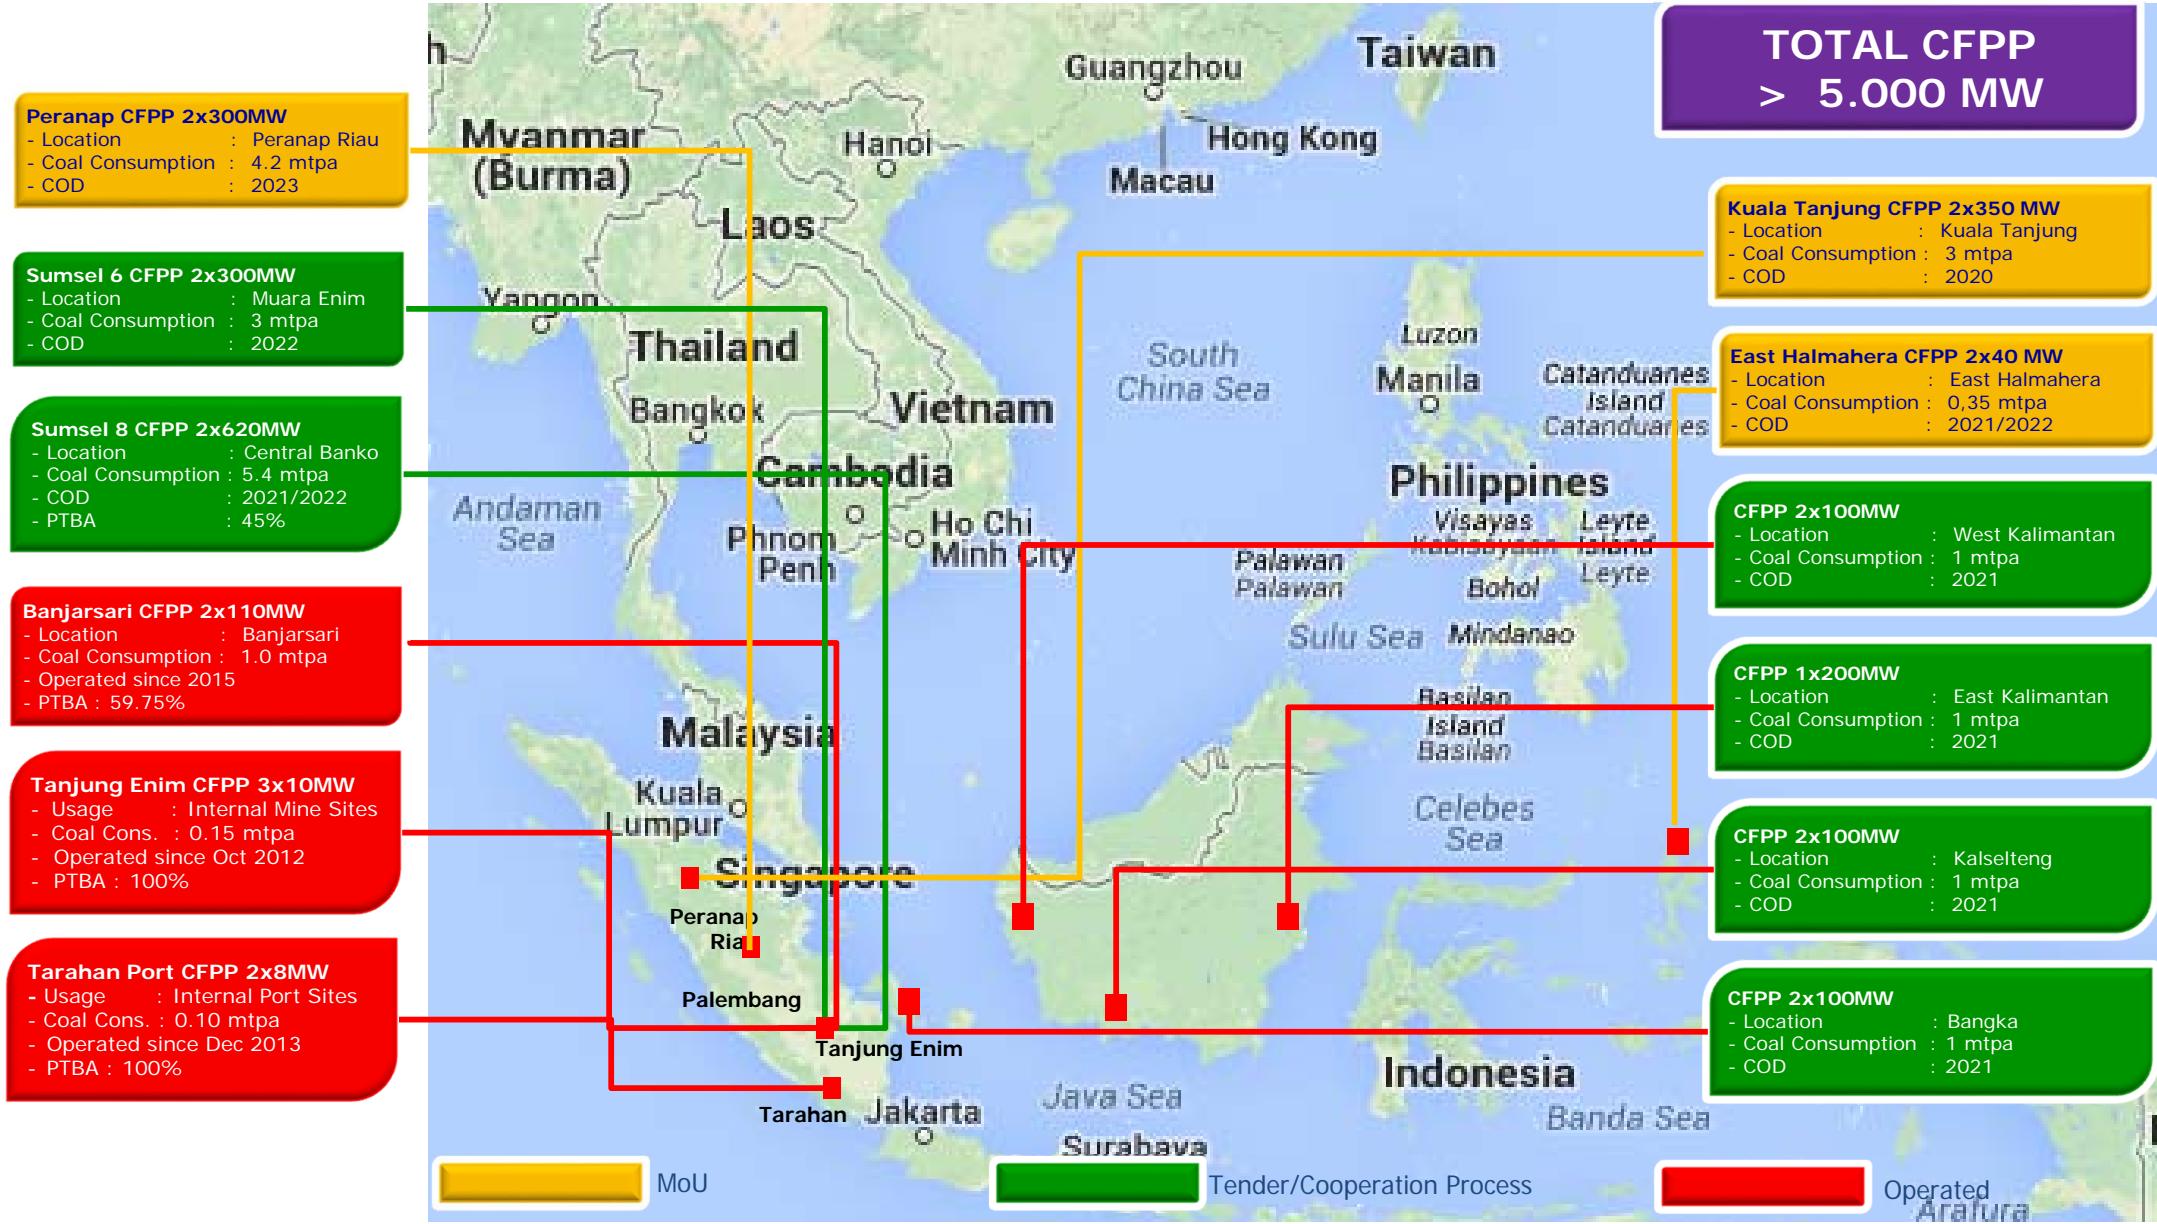 TOTAL CFPP
> 5.000 MW
Peranap CFPP 2x300MW
- Location : Peranap Riau
- Coal Consumption : 4.2 mtpa
- COD : 2023
Sumsel 6 CFPP 2x300MW
- Location : Muara Enim
- Coal Consumption : 3 mtpa
- COD : 2022
Sumsel 8 CFPP 2x620MW
- Location : Central Banko
- Coal Consumption : 5.4 mtpa
- COD : 2021/2022
- PTBA : 45%
Banjarsari CFPP 2x110MW
- Location : Banjarsari
- Coal Consumption : 1.0 mtpa
- Operated since 2015
- PTBA : 59.75%
Tanjung Enim CFPP 3x10MW
- Usage : Internal Mine Sites
- Coal Cons. : 0.15 mtpa
- Operated since Oct 2012
- PTBA : 100%
Tarahan Port CFPP 2x8MW
- Usage : Internal Port Sites
- Coal Cons. : 0.10 mtpa
- Operated since Dec 2013
- PTBA : 100%
Kuala Tanjung CFPP 2x350 MW
- Location : Kuala Tanjung
- Coal Consumption : 3 mtpa
- COD : 2020
East Halmahera CFPP 2x40 MW
- Location : East Halmahera
- Coal Consumption : 0,35 mtpa
- COD : 2021/2022
CFPP 2x100MW
- Location : West Kalimantan
- Coal Consumption : 1 mtpa
- COD : 2021
CFPP 1x200MW
- Location : East Kalimantan
- Coal Consumption : 1 mtpa
- COD : 2021
CFPP 2x100MW
- Location : Kalselteng
- Coal Consumption : 1 mtpa
- COD : 2021
CFPP 2x100MW
- Location : Bangka
- Coal Consumption : 1 mtpa
- COD : 2021
Taiwan
Guangzhou
Hong Kong
Macau
Myanmar
(Burma)
Hanoi
Laos
Yangon
Thailand
Bangkok
Vietnam
Cambodia
Phnom
Penh
Ho Chi
Minh City
Andaman
Sea
South
China Sea
Luzon
Manila
Catanduanes
Island
Catanduanes
Philippines
Visayas
Kabisayaan
Leyte
Island
Leyte
Palawan
Palawan
Bohol
Sulu Sea
Mindanao
Basilan
Island
Basilan
Malaysia
Kuala
Lumpur
Singapore
Celebes
Sea
Peranap
Riau
Palembang
Tanjung Enim
Tarahan
Jakarta
Java Sea
Surabaya
Indonesia
Banda Sea
Arafura
MoU
Tender/Cooperation Process
Operated